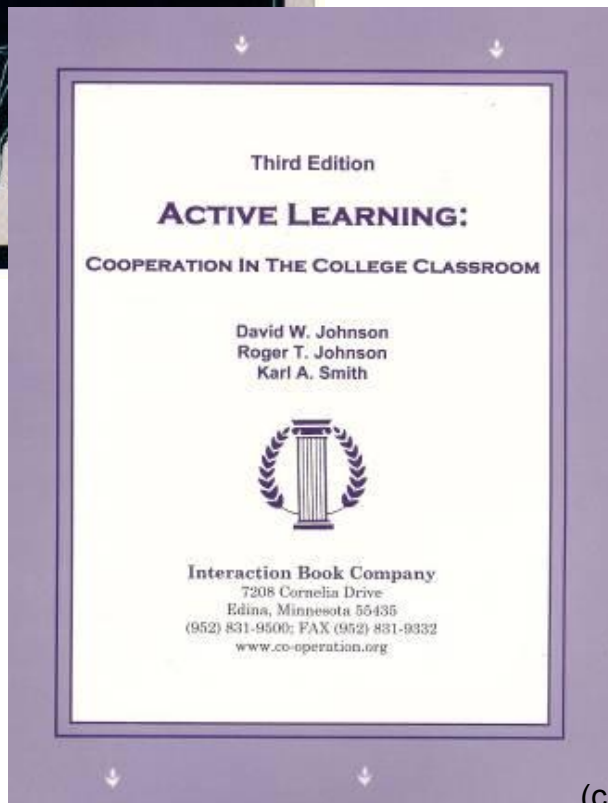 Third Edition
ACTIVE LEARNING:
COOPERATION IN THE COLLEGE CLASSROOM
David W. Johnson
Roger T. Johnson
Karl A. Smith
Interaction Book Company
7208 Cornelia Drive
Edina, Minnesota 55435
(952) 831-9500; FAX (952) 831-9332
www.co-operation.org
(c